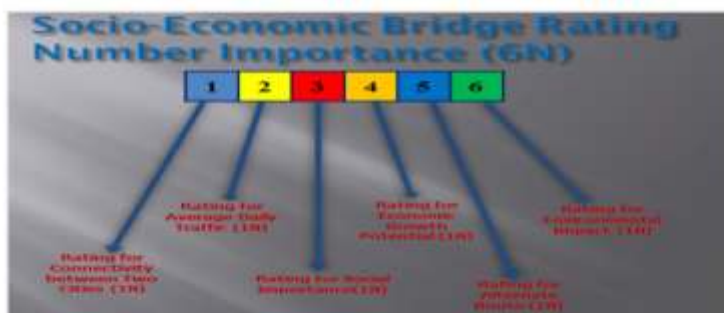 Socio-Economic Bridge Rating
Number Importance (6N)
1 2 3 4 5 6
Rating for
Connectivity
between Two
Cities (1N)
Rating for
Average Daily
Traffic (1N)
Rating for Social
Importance(1N)
Rating for
Economic
Growth
Potential(1N)
Rating for
Alternate
Route(1N)
Rating for
Environmental
Impact (1N)